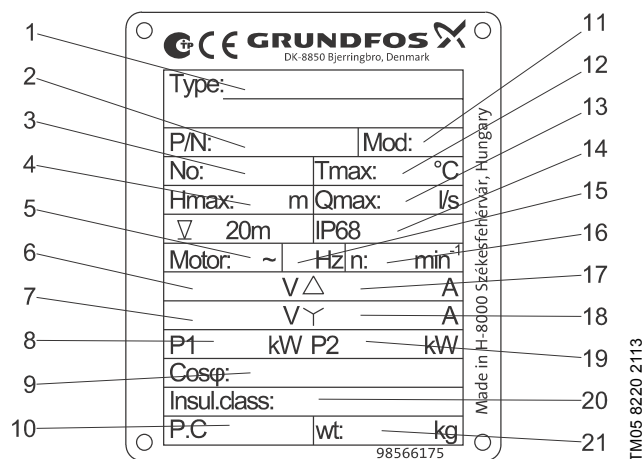 GRUNDFOS
DK-8850 Bjerringbro, Denmark
Type:
P/N: Mod:
No: Tmax: °C
Hmax: m Qmax: l/s
20m IP68
Motor: ~ Hz n: min⁻¹
V △ A
V Y A
P1 kW P2 kW
Cosφ:
Insul.class:
P.C wt: kg
98566175
Made in H-8000 Székesfehérvár, Hungary
1
2
3
4
5
6
7
8
9
10
11
12
13
14
15
16
17
18
19
20
21
TM05 8220 2113